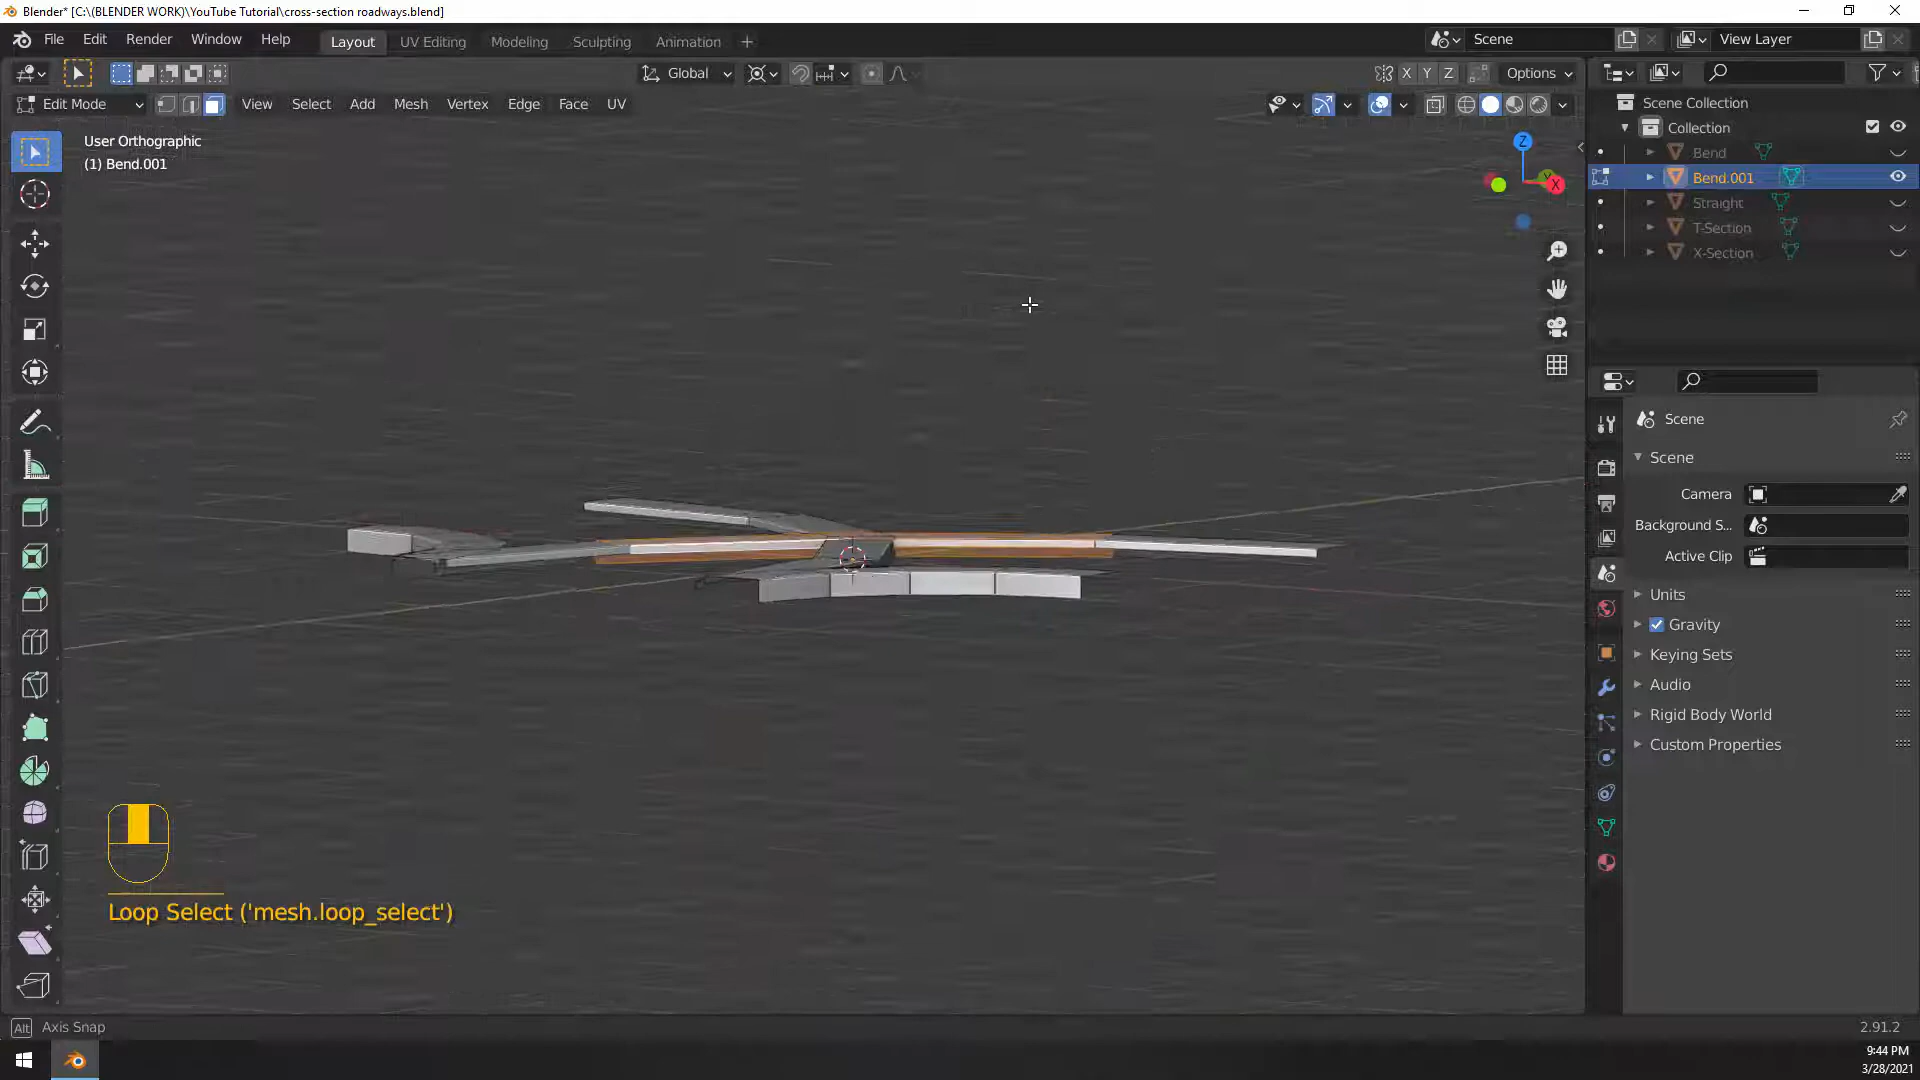 Blender* [C:\(BLENDER WORK)\YouTube Tutorial\cross-section roadways.blend]
File Edit Render Window Help Layout UV Editing Modeling Sculpting Animation + Scene View Layer
Global X Y Z Options
Edit Mode View Select Add Mesh Vertex Edge Face UV
User Orthographic
(1) Bend.001
Z
Y
X
Scene Collection
Collection
Bend
Bend.001
Straight
T-Section
X-Section
Scene
Scene
Camera
Background S...
Active Clip
Units
Gravity
Keying Sets
Audio
Rigid Body World
Custom Properties
Loop Select ('mesh.loop_select')
Alt Axis Snap
2.91.2
9:44 PM
3/28/2021